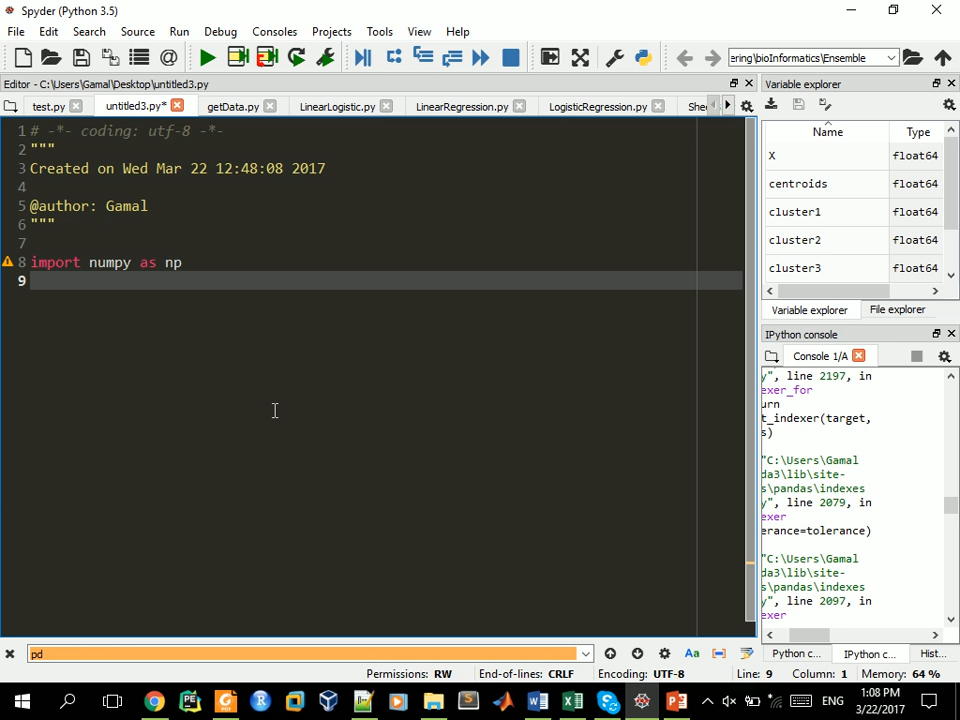 Spyder (Python 3.5)
File Edit Search Source Run Debug Consoles Projects Tools View Help
ering\bioInformatics\Ensemble
Editor - C:\Users\Gamal\Desktop\untitled3.py
test.py untitled3.py* getData.py LinearLogistic.py LinearRegression.py LogisticRegression.py Shee
1 # -*- coding: utf-8 -*-
2 """
3 Created on Wed Mar 22 12:48:08 2017
4
5 @author: Gamal
6 """
7
8 import numpy as np
9
Variable explorer
Name Type
X float64
centroids float64
cluster1 float64
cluster2 float64
cluster3 float64
Variable explorer File explorer
IPython console
Console 1/A
y", line 2197, in
exer_for
urn
t_indexer(target,
s)
"C:\Users\Gamal
da3\lib\site-
s\pandas\indexes
y", line 2079, in
exer
erance=tolerance)
"C:\Users\Gamal
da3\lib\site-
s\pandas\indexes
y", line 2097, in
exer
Python c... IPython c... Hist...
pd
Aa
Permissions: RW End-of-lines: CRLF Encoding: UTF-8 Line: 9 Column: 1 Memory: 64 %
ENG
1:08 PM
3/22/2017